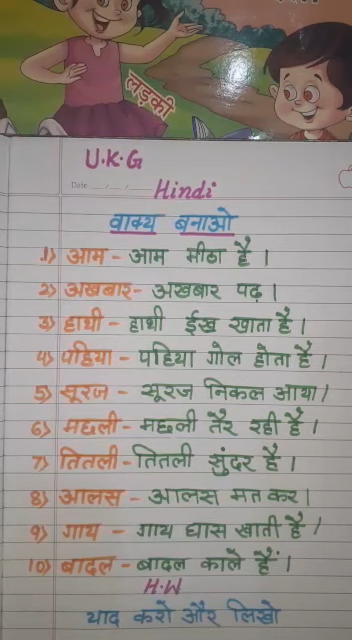 लड़की
U.K.G
Date
Hindi
वाक्य बनाओ
1) आम - आम मीठा है ।
2) अखबार - अखबार पढ़ ।
3) हाथी - हाथी ईख खाता है ।
4) पहिया - पहिया गोल होता है ।
5) सूरज - सूरज निकल आया ।
6) मछली - मछली तैर रही है ।
7) तितली - तितली सुंदर है ।
8) आलस - आलस मत कर ।
9) गाय - गाय घास खाती है ।
10) बादल - बादल काले हैं ।
H.W
याद करो और लिखो